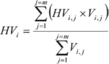 HV_i = \frac{\sum_{j=1}^{j=m} (HV_{i,j} \times V_{i,j})}{\sum_{j=1}^{j=m} V_{i,j}}